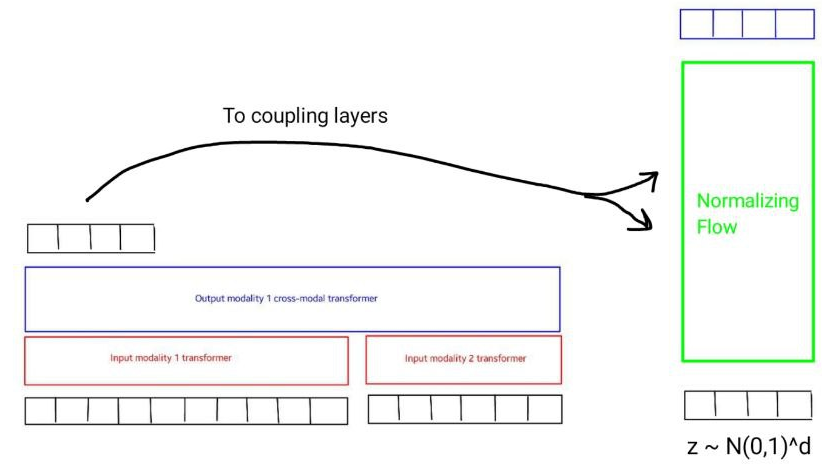 To coupling layers
Normalizing
Flow
Output modality 1 cross-modal transformer
Input modality 1 transformer
Input modality 2 transformer
z ~ N(0,1)^d